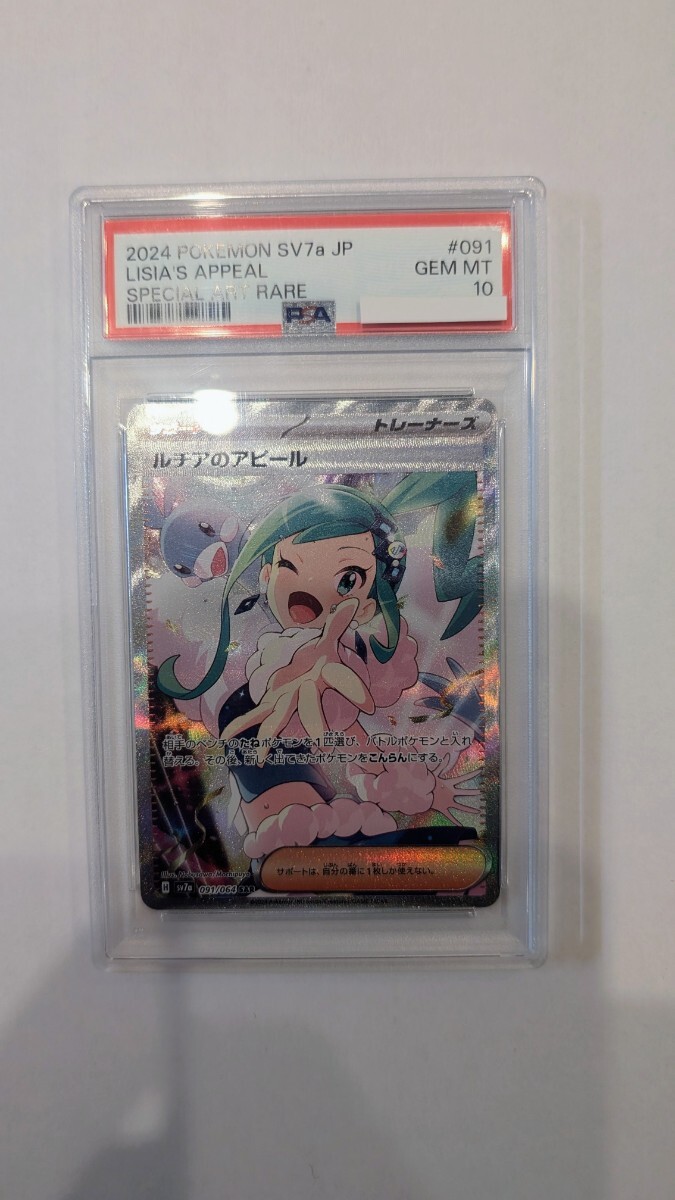 2024 POKEMON SV7a JP #091
LISIA'S APPEAL GEM MT
SPECIAL ART RARE 10
PSA
トレーナーズ
ルチアのアピール
相手のベンチのたねポケモンを1匹選び、バトルポケモンと入れ
替える。その後、新しく出てきたポケモンをこんらんにする。
サポートは、自分の番に1枚しか使えない。
Illus.
H sv7a 091/064 SAR